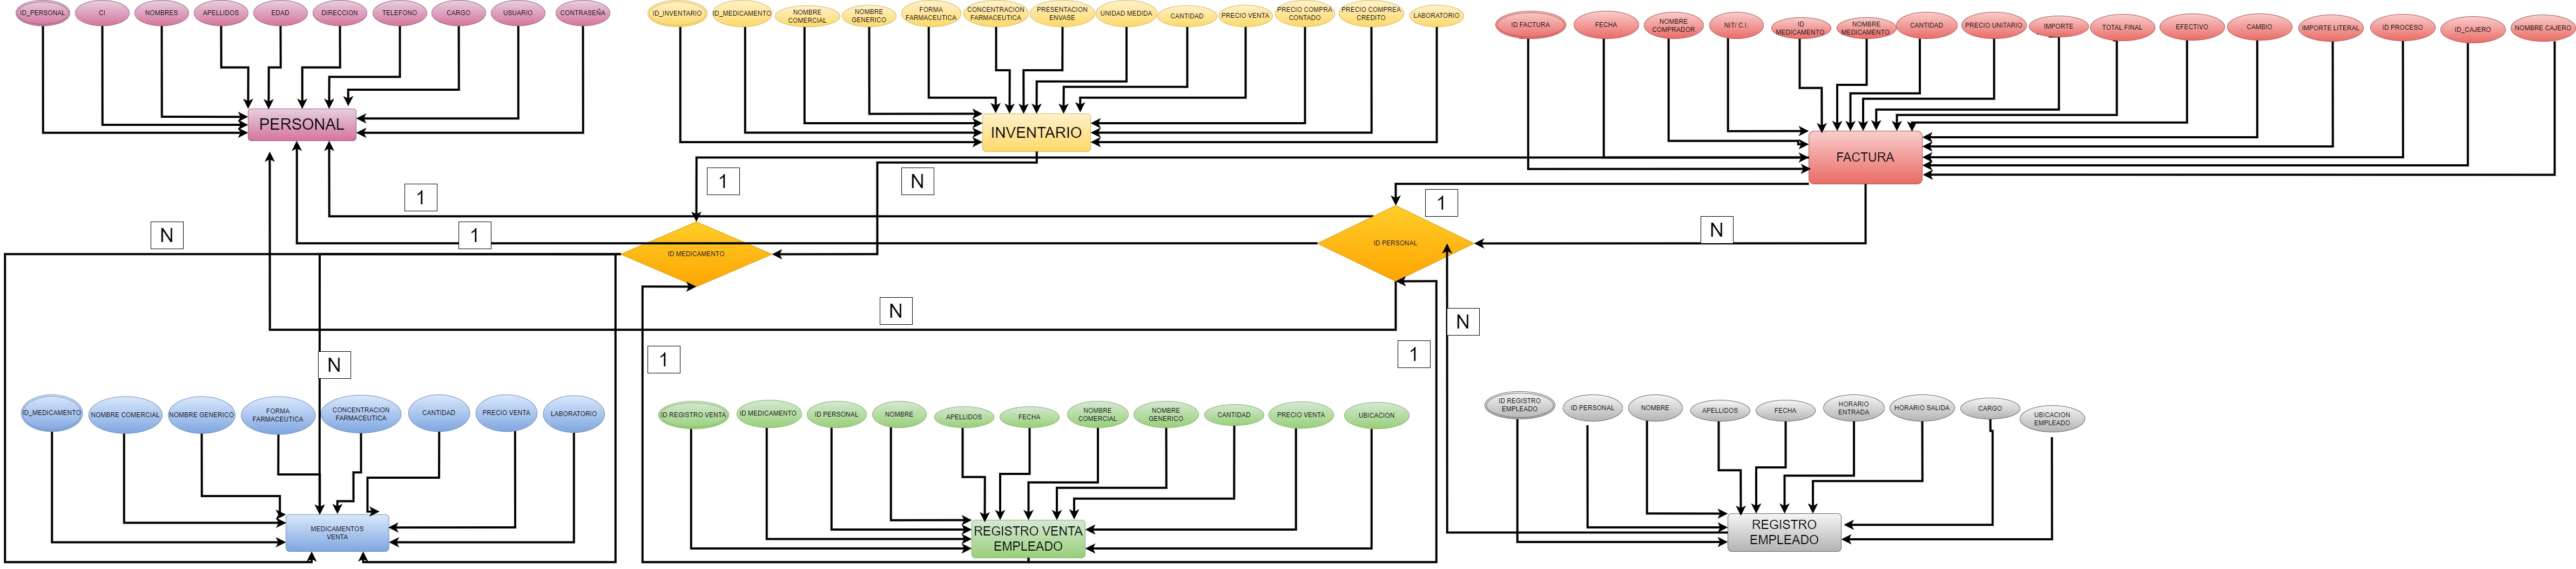 ID_PERSONAL
CI
NOMBRES
APELLIDOS
EDAD
DIRECCION
TELEFONO
CARGO
USUARIO
CONTRASEÑA
PERSONAL
ID_INVENTARIO
ID_MEDICAMENTO
NOMBRE
COMERCIAL
NOMBRE
GENERICO
FORMA
FARMACEUTICA
CONCENTRACION
FARMACEUTICA
PRESENTACION
ENVASE
UNIDAD MEDIDA
CANTIDAD
PRECIO VENTA
PRECIO COMPRA
CONTADO
PRECIO COMPREA
CREDITO
LABORATORIO
INVENTARIO
ID FACTURA
FECHA
NOMBRE
COMPRADOR
NIT/ C.I.
ID
MEDICAMENTO
NOMBRE
MEDICAMENTO
CANTIDAD
PRECIO UNITARIO
IMPORTE
TOTAL FINAL
EFECTIVO
CAMBIO
IMPORTE LITERAL
ID PROCESO
ID_CAJERO
NOMBRE CAJERO
FACTURA
1
N
1
1
N
1
N
ID MEDICAMENTO
ID PERSONAL
N
N
1
1
N
ID_MEDICAMENTO
NOMBRE COMERCIAL
NOMBRE GENERICO
FORMA
FARMACEUTICA
CONCENTRACION
FARMACEUTICA
CANTIDAD
PRECIO VENTA
LABORATORIO
MEDICAMENTOS
VENTA
ID REGISTRO VENTA
ID MEDICAMENTO
ID PERSONAL
NOMBRE
APELLIDOS
FECHA
NOMBRE
COMERCIAL
NOMBRE
GENERICO
CANTIDAD
PRECIO VENTA
UBICACION
REGISTRO VENTA
EMPLEADO
ID REGISTRO
EMPLEADO
ID PERSONAL
NOMBRE
APELLIDOS
FECHA
HORARIO
ENTRADA
HORARIO SALIDA
CARGO
UBICACION
EMPLEADO
REGISTRO
EMPLEADO